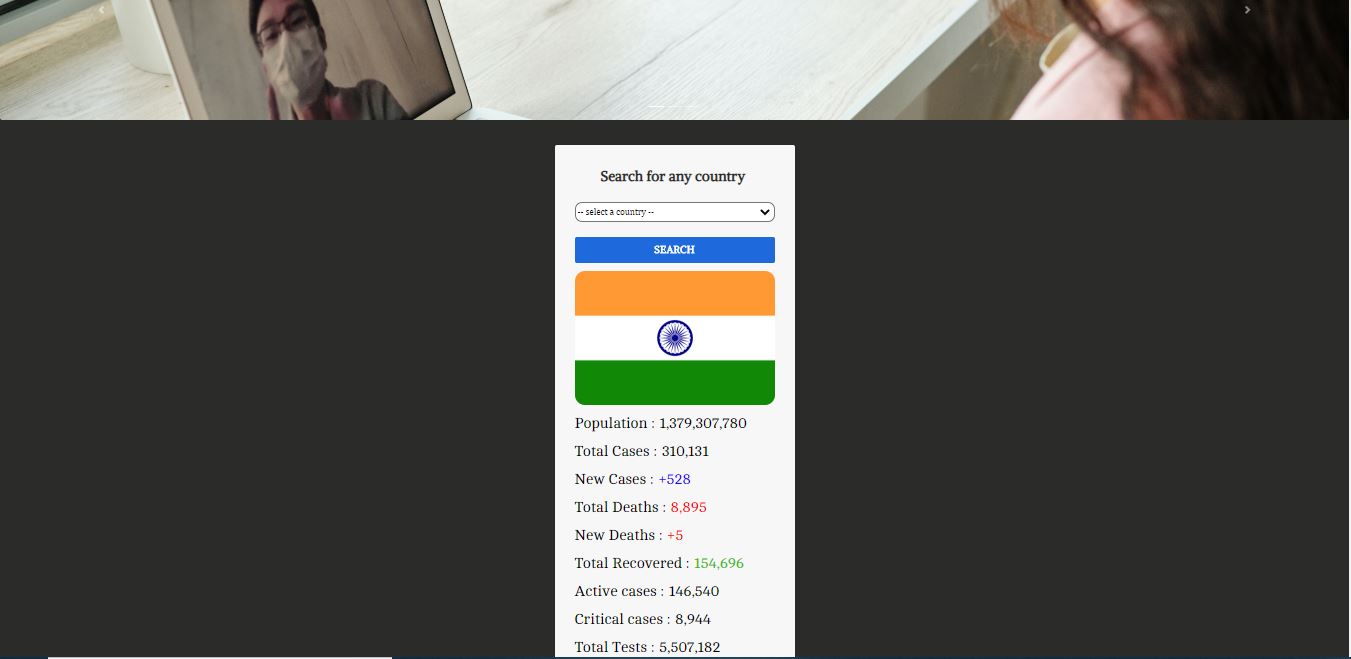 Search for any country
-- select a country --
SEARCH
Population : 1,379,307,780
Total Cases : 310,131
New Cases : +528
Total Deaths : 8,895
New Deaths : +5
Total Recovered : 154,696
Active cases : 146,540
Critical cases : 8,944
Total Tests : 5,507,182